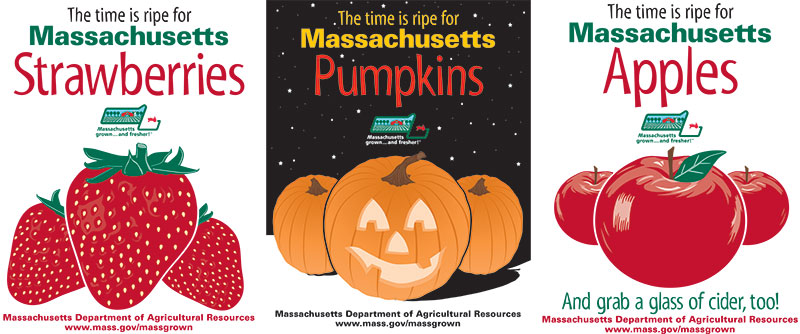 The time is ripe for
Massachusetts
Strawberries
Massachusetts
grown...and fresher!
Massachusetts Department of Agricultural Resources
www.mass.gov/massgrown
The time is ripe for
Massachusetts
Pumpkins
Massachusetts
grown...and fresher!
Massachusetts Department of Agricultural Resources
www.mass.gov/massgrown
The time is ripe for
Massachusetts
Apples
Massachusetts
grown...and fresher!
And grab a glass of cider, too!
Massachusetts Department of Agricultural Resources
www.mass.gov/massgrown